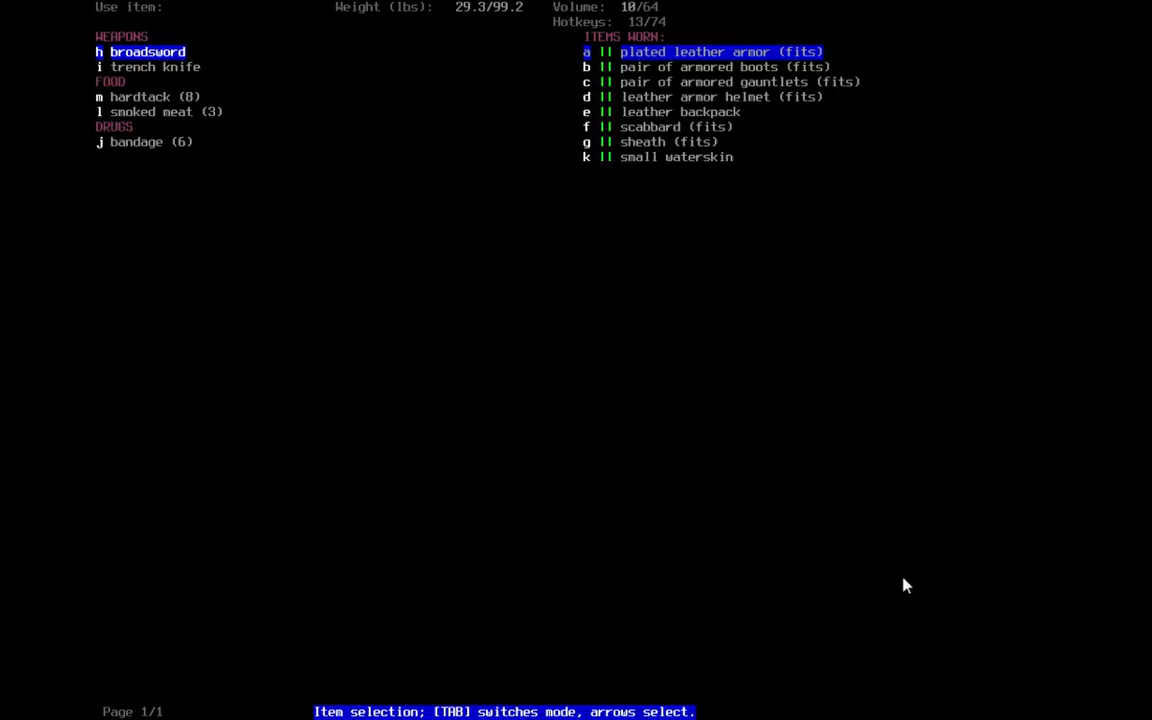 Use item: Weight (lbs): 29.3/99.2 Volume: 10/64
Hotkeys: 13/74
WEAPONS
h broadsword
i trench knife
FOOD
m hardtack (8)
l smoked meat (3)
DRUGS
j bandage (6)
ITEMS WORN:
a || plated leather armor (fits)
b || pair of armored boots (fits)
c || pair of armored gauntlets (fits)
d || leather armor helmet (fits)
e || leather backpack
f || scabbard (fits)
g || sheath (fits)
k || small waterskin
Page 1/1 Item selection; [TAB] switches mode, arrows select.